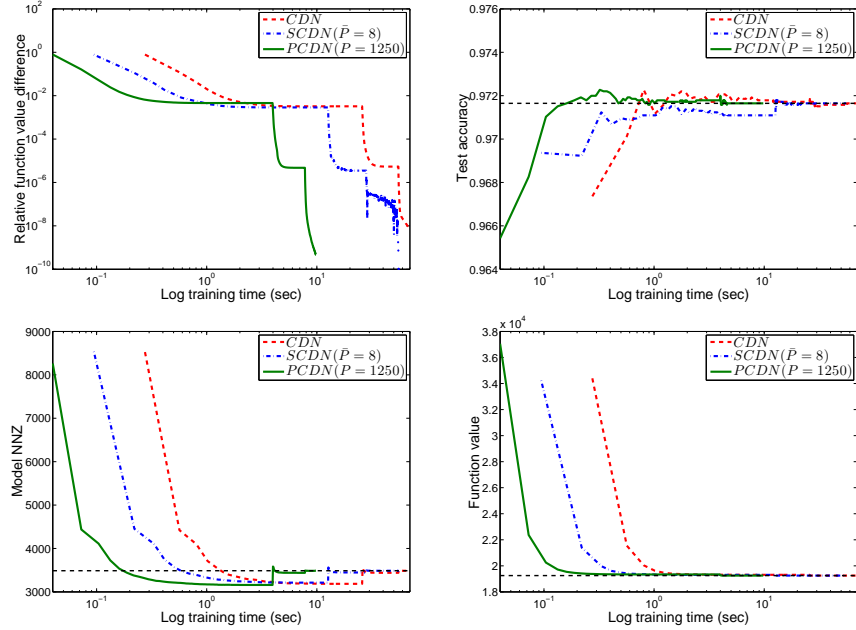 10^2
10^0
10^-2
10^-4
10^-6
10^-8
10^-10
Relative function value difference
10^-1
10^0
10^1
Log training time (sec)
CDN
SCDN(P̄ = 8)
PCDN(P = 1250)
0.976
0.974
0.972
0.97
0.968
0.966
0.964
Test accuracy
10^-1
10^0
10^1
Log training time (sec)
CDN
SCDN(P̄ = 8)
PCDN(P = 1250)
9000
8000
7000
6000
5000
4000
3000
Model NNZ
10^-1
10^0
10^1
Log training time (sec)
CDN
SCDN(P̄ = 8)
PCDN(P = 1250)
x 10^4
3.8
3.6
3.4
3.2
3
2.8
2.6
2.4
2.2
2
1.8
Function value
10^-1
10^0
10^1
Log training time (sec)
CDN
SCDN(P̄ = 8)
PCDN(P = 1250)